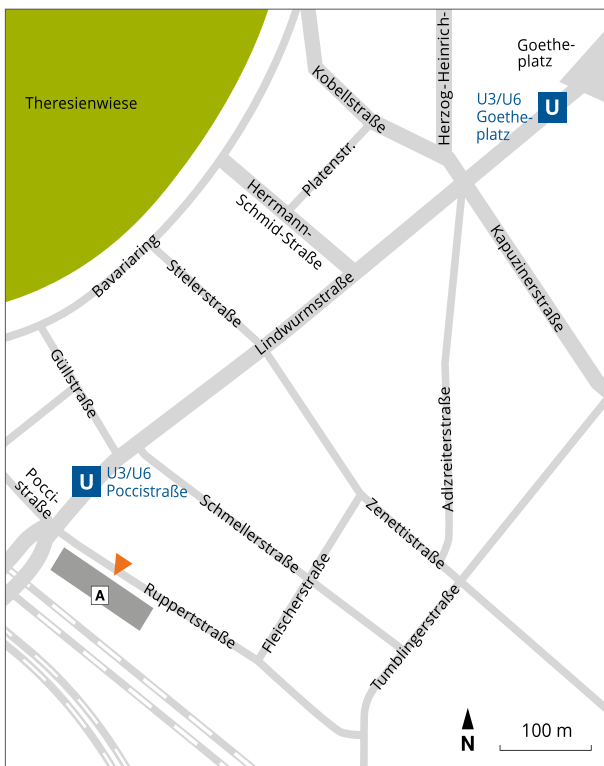 Goethe-
platz
U3/U6
Goethe-
platz
U
Herzog-Heinrich-
Kobellstraße
Theresienwiese
Platenstr.
Herrmann-
Schmid-Straße
Kapuzinerstraße
Bavariaring
Stielerstraße
Lindwurmstraße
Güllstraße
Adlzreiterstraße
U
U3/U6
Poccistraße
Pocci-
straße
Schmellerstraße
Zenettistraße
Fleischerstraße
A
Ruppertstraße
Tumblingerstraße
N
100 m